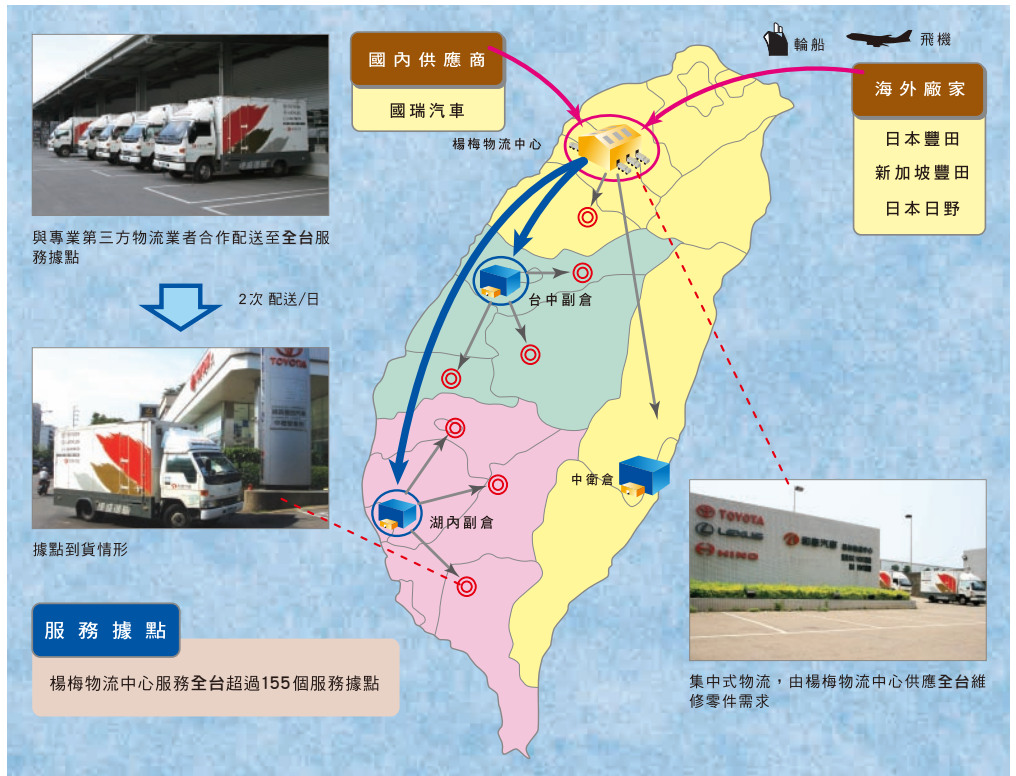 輪船
飛機
國內供應商
國瑞汽車
海外廠家
日本豐田
新加坡豐田
日本日野
楊梅物流中心
與專業第三方物流業者合作配送至全台服
務據點
2次 配送/日
台中副倉
TOYOTA
中衛倉
湖內副倉
據點到貨情形
TOYOTA
LEXUS
HINO
服務據點
楊梅物流中心服務全台超過155個服務據點
集中式物流，由楊梅物流中心供應全台維
修零件需求